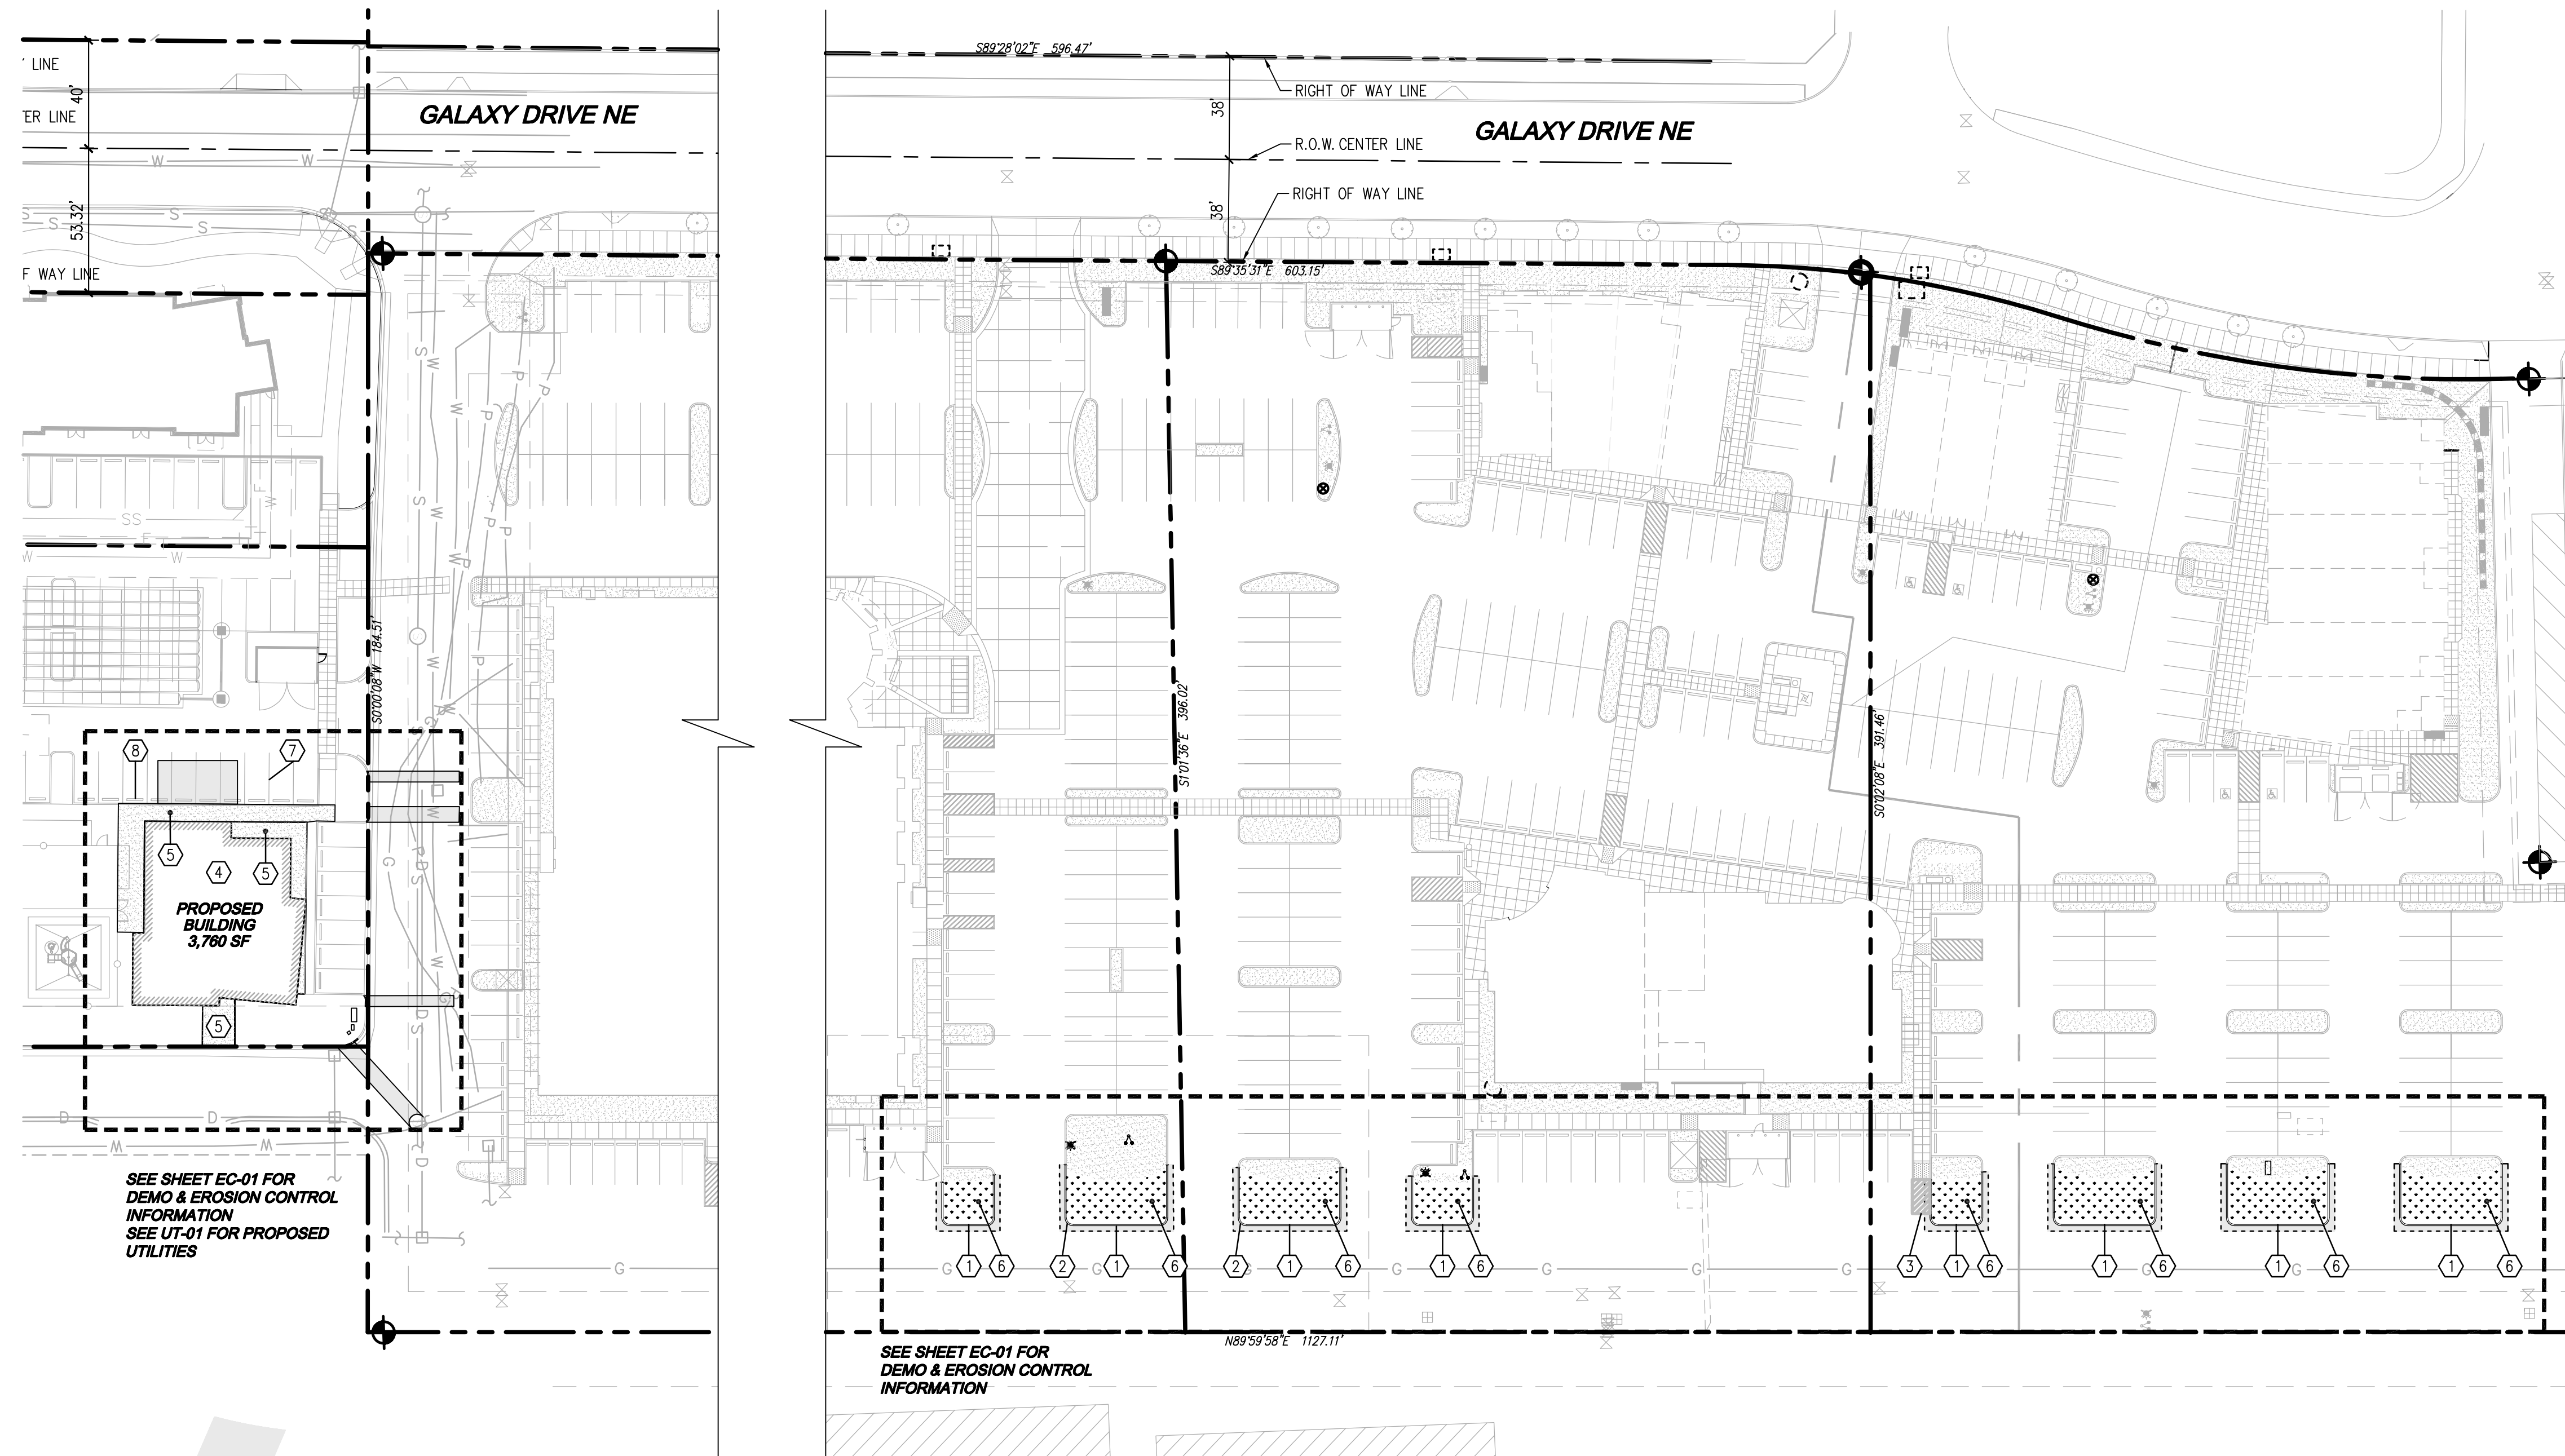 S89°28'02"E 596.47'
' LINE
40'
GALAXY DRIVE NE
RIGHT OF WAY LINE
38'
ER LINE
GALAXY DRIVE NE
R.O.W. CENTER LINE
W W
RIGHT OF WAY LINE
53.32'
38'
S S
S S
F WAY LINE
S89°35'31"E 603.15'
S W
W P P
P
S
W P P
SS
W W W P
S0°00'08"W 184.51'
W P
W
G
S1°01'36"E 396.02'
S0°02'08"E 391.46'
8 7
W
5 4 5
G
D
S
PROPOSED
BUILDING
3,760 SF
W
G
5
D
S
D D
W W
D
SEE SHEET EC-01 FOR
DEMO & EROSION CONTROL
INFORMATION
SEE UT-01 FOR PROPOSED
UTILITIES
G G 1 6 2 G 1 6 2 G 1 6 G 1 6 G G G 3 1 6 1 G 6 1 G 6 1 6
N89°59'58"E 1127.11'
SEE SHEET EC-01 FOR
DEMO & EROSION CONTROL
INFORMATION